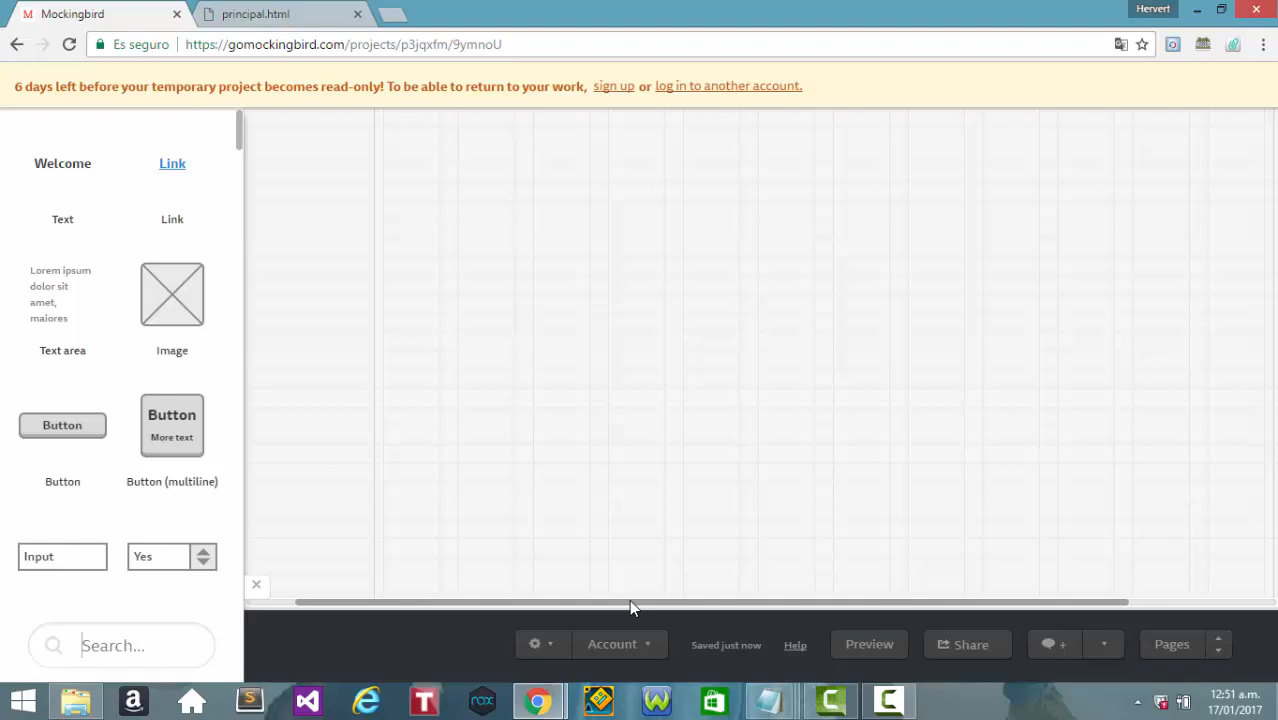 Mockingbird
principal.html
Hervert
Es seguro
https://gomockingbird.com/projects/p3jqxfm/9ymnoU
6 days left before your temporary project becomes read-only! To be able to return to your work, sign up or log in to another account.
Welcome
Link
Text
Link
Lorem ipsum
dolor sit
amet,
maiores
Text area
Image
Button
Button
More text
Button
Button (multiline)
Input
Yes
Search...
Account
Saved just now
Help
Preview
Share
+
Pages
12:51 a.m.
17/01/2017